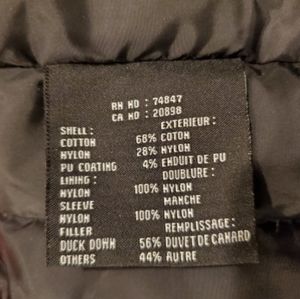 RN NO : 74847
CA NO : 20898
SHELL : EXTERIEUR :
COTTON 68% COTON
NYLON 28% NYLON
PU COATING 4% ENDUIT DE PU
LINING : DOUBLURE :
NYLON 100% NYLON
SLEEVE MANCHE
NYLON 100% NYLON
FILLER REMPLISSAGE :
DUCK DOWN 56% DUVET DE CANARD
OTHERS 44% AUTRE